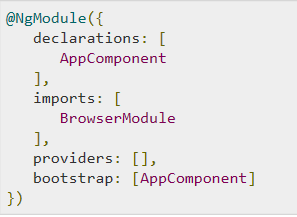 @NgModule({
   declarations: [
      AppComponent
   ],
   imports: [
      BrowserModule
   ],
   providers: [],
   bootstrap: [AppComponent]
})